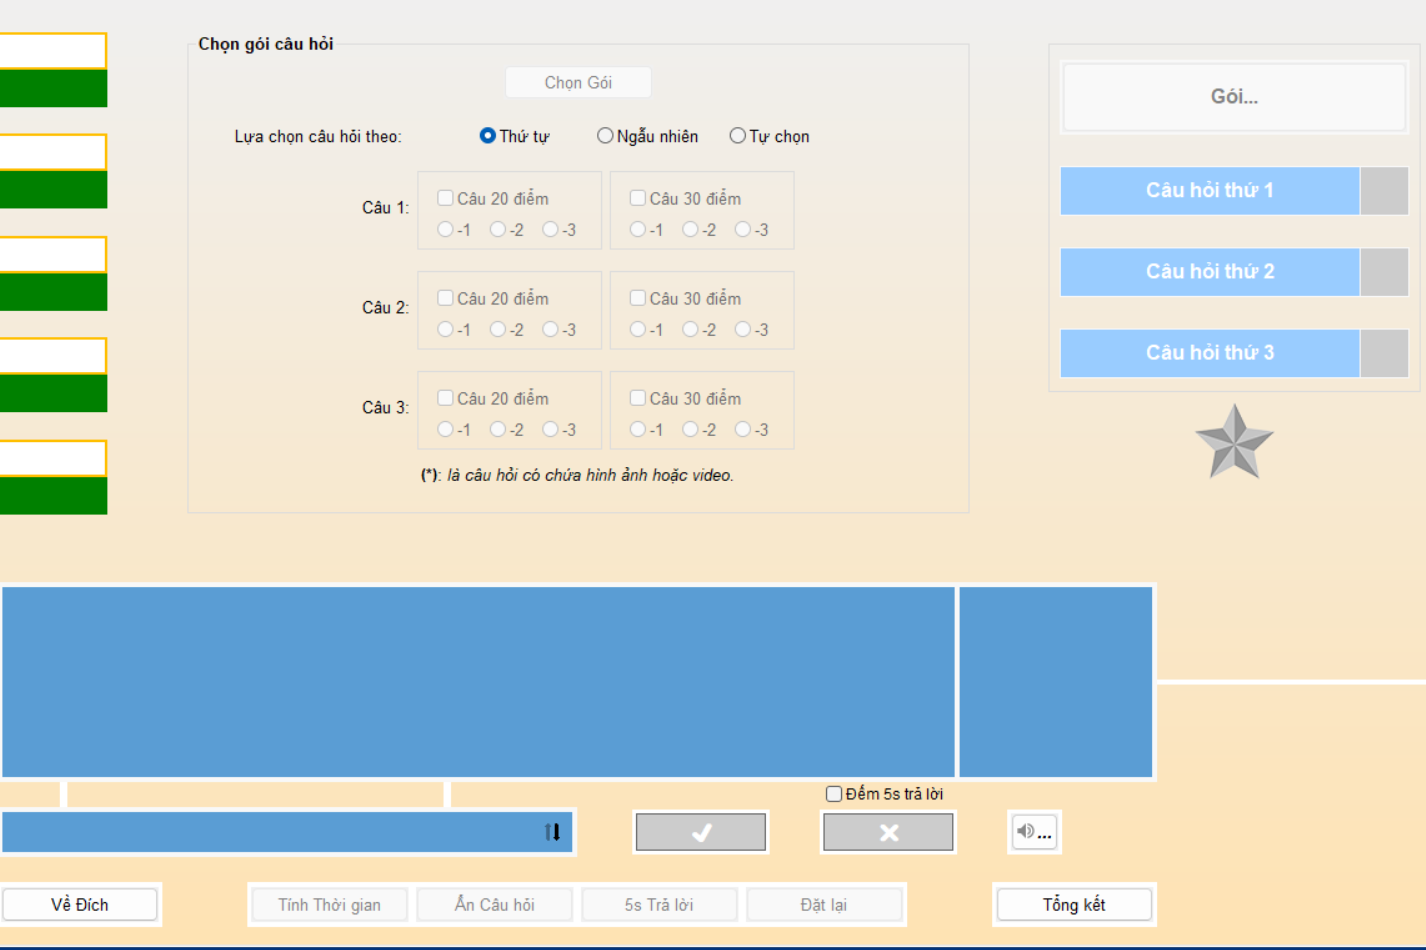 Chọn gói câu hỏi
Chọn Gói
Lựa chọn câu hỏi theo: Thứ tự Ngẫu nhiên Tự chọn
Câu 1: Câu 20 điểm Câu 30 điểm
-1 -2 -3 -1 -2 -3
Câu 2: Câu 20 điểm Câu 30 điểm
-1 -2 -3 -1 -2 -3
Câu 3: Câu 20 điểm Câu 30 điểm
-1 -2 -3 -1 -2 -3
(*): là câu hỏi có chứa hình ảnh hoặc video.
Gói...
Câu hỏi thứ 1
Câu hỏi thứ 2
Câu hỏi thứ 3
Đếm 5s trả lời
...
Về Đích Tính Thời gian Ẩn Câu hỏi 5s Trả lời Đặt lại Tổng kết